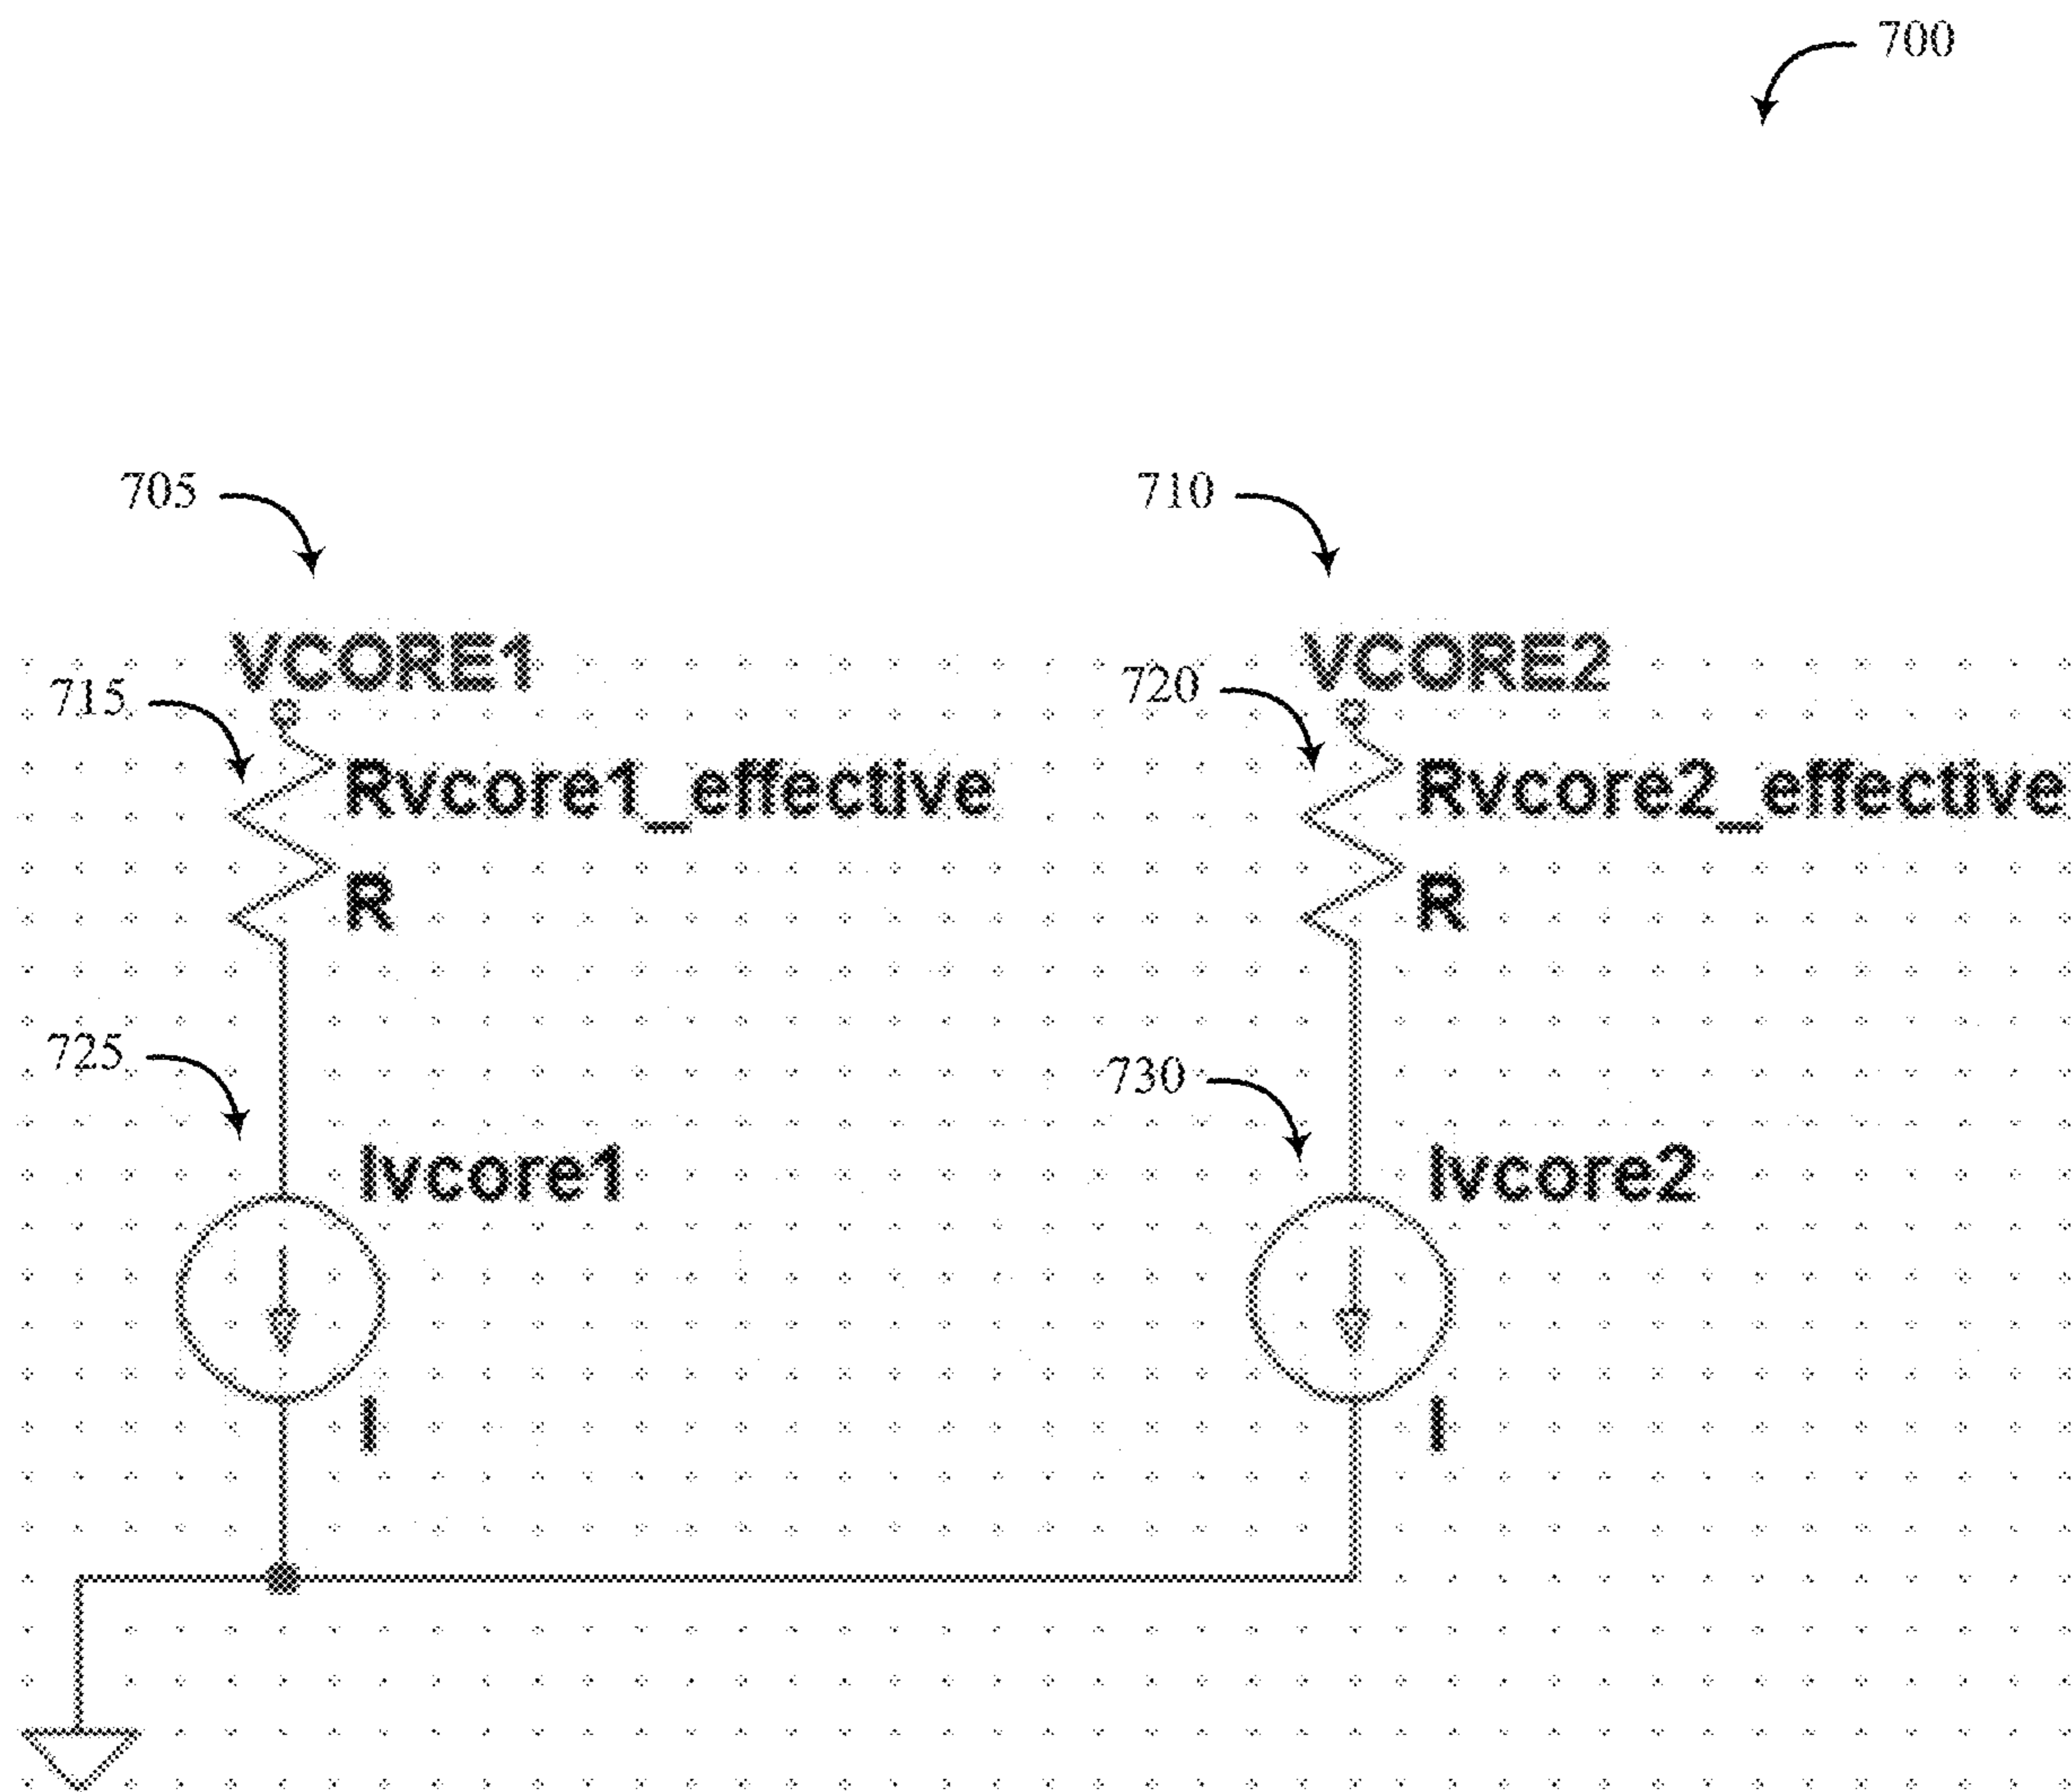 700
705
710
VCORE1
VCORE2
715
720
Rvcore1_effective
Rvcore2_effective
R
R
725
730
Ivcore1
Ivcore2
I
I